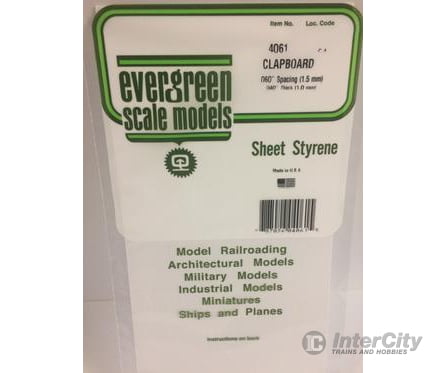 Item No. Loc. Code
4061
CLAPBOARD
.060" Spacing (1.5 mm)
.040" Thick (1.0 mm)
evergreen
scale models
Sheet Styrene
Made in U.S.A.
Model Railroading
Architectural Models
Military Models
Industrial Models
Miniatures
Ships and Planes
Instructions on back
InterCity
TRAINS AND HOBBIES